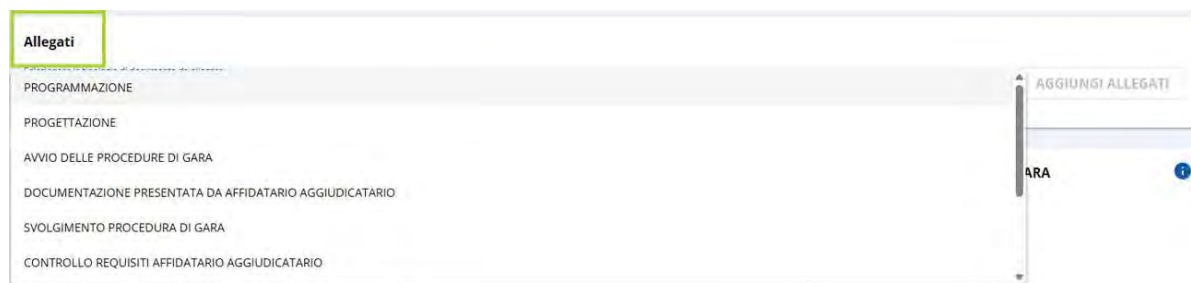 Allegati
PROGRAMMAZIONE
AGGIUNGI ALLEGATI
PROGETTAZIONE
AVVIO DELLE PROCEDURE DI GARA
ARA
DOCUMENTAZIONE PRESENTATA DA AFFIDATARIO AGGIUDICATARIO
SVOLGIMENTO PROCEDURA DI GARA
CONTROLLO REQUISITI AFFIDATARIO AGGIUDICATARIO